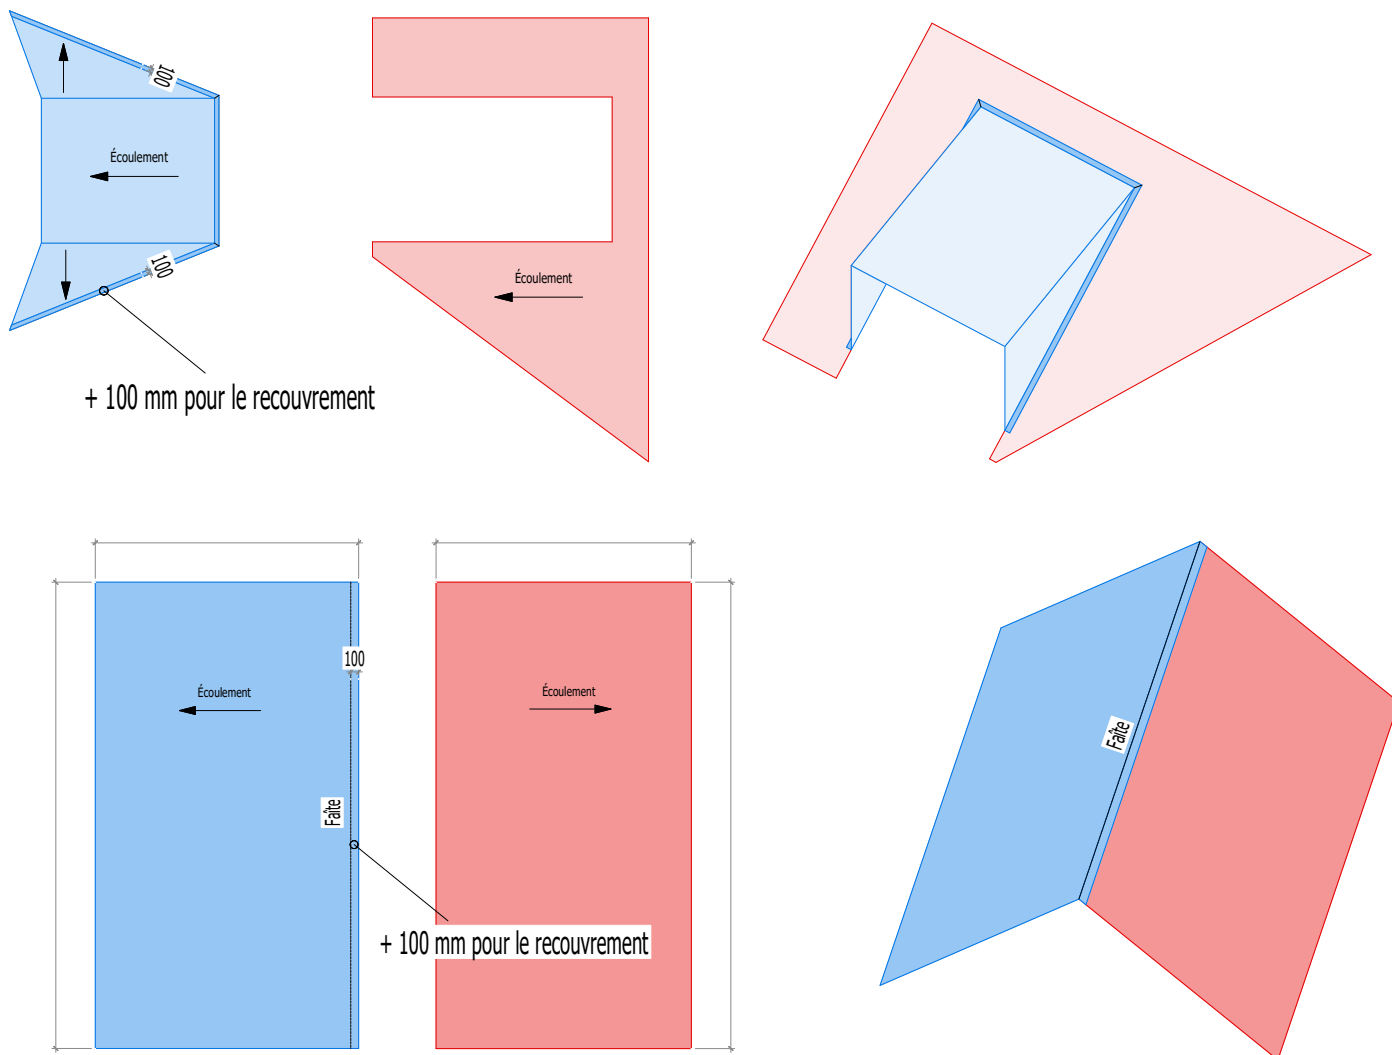 100
Écoulement
Écoulement
100
+ 100 mm pour le recouvrement
100
Écoulement
Écoulement
Faîte
Faîte
+ 100 mm pour le recouvrement